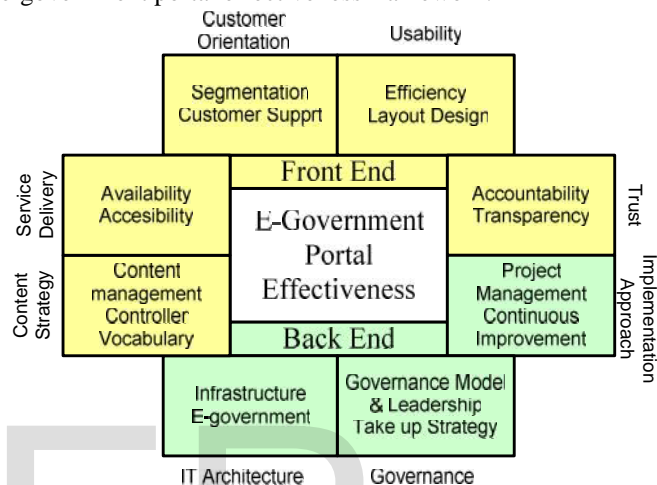 Customer
Orientation
Usability
Segmentation
Customer Supprt
Efficiency
Layout Design
Service
Delivery
Availability
Accesibility
Front End
Accountability
Transparency
Trust
E-Government
Portal
Effectiveness
Content
Strategy
Content
management
Controller
Vocabulary
Project
Management
Continuous
Improvement
Implementation
Approach
Back End
Infrastructure
E-government
Governance Model
& Leadership
Take up Strategy
IT Architecture
Governance